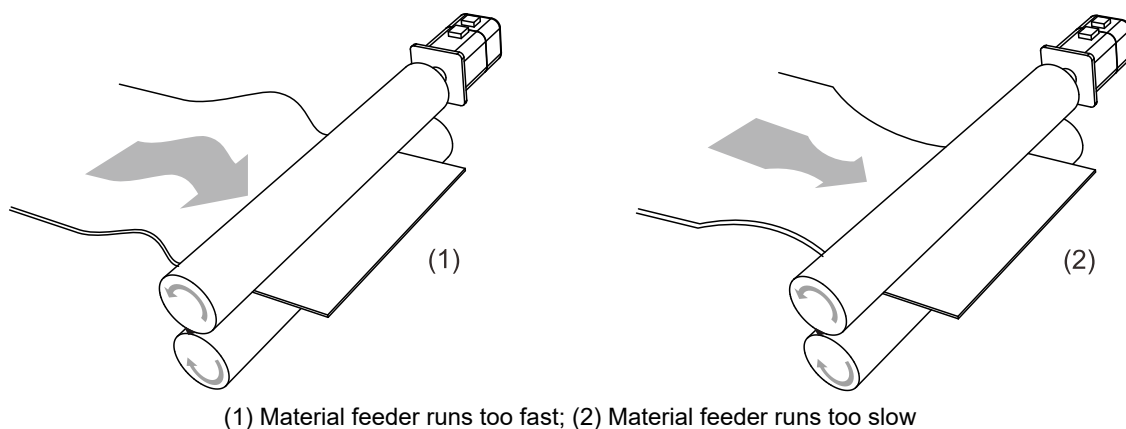 (1)
(2)
(1) Material feeder runs too fast; (2) Material feeder runs too slow